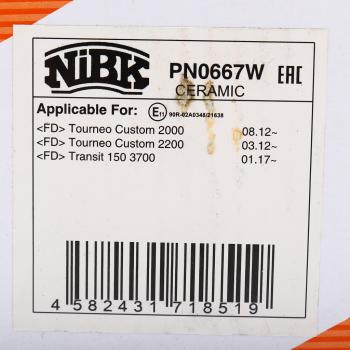 NiBK
PN0667W EAC
CERAMIC
Applicable For: E11 90R-02A0348/21638
<FD> Tourneo Custom 2000 08.12~
<FD> Tourneo Custom 2200 03.12~
<FD> Transit 150 3700 01.17~
4 582431 718519